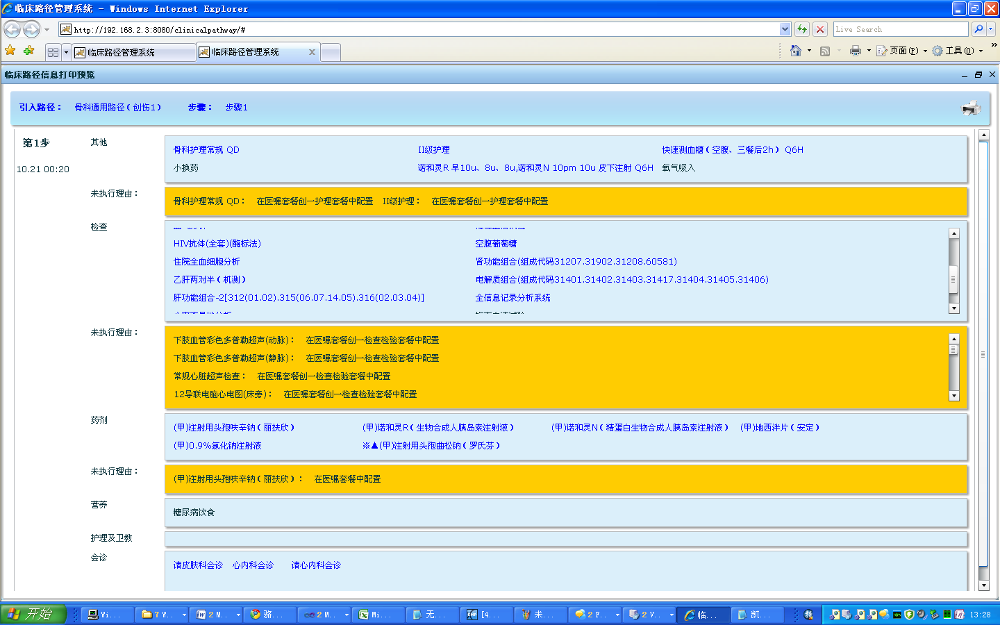 临床路径管理系统 - Windows Internet Explorer
http://192.168.2.3:8080/clinicalpathway/#
Live Search
临床路径管理系统
临床路径管理系统
页面(P)
工具(O)
临床路径信息打印预览
引入路径： 骨科通用路径（创伤1） 步骤： 步骤1
第1步
10.21 00:20
其他
骨科护理常规 QD II级护理 快速测血糖（空腹、三餐后2h） Q6H
小换药 诺和灵R 早10u、8u、8u,诺和灵N 10pm 10u 皮下注射 Q6H 氧气吸入
未执行理由：
骨科护理常规 QD： 在医嘱套餐创一护理套餐中配置 II级护理： 在医嘱套餐创一护理套餐中配置
检查
HIV抗体(全套)(酶标法) 空腹葡萄糖
住院全血细胞分析 肾功能组合(组成代码31207.31902.31208.60581)
乙肝两对半（机测） 电解质组合(组成代码31401.31402.31403.31417.31404.31405.31406)
肝功能组合-2[312(01.02).315(06.07.14.05).316(02.03.04)] 全信息记录分析系统
未执行理由：
下肢血管彩色多普勒超声(动脉)： 在医嘱套餐创一检查检验套餐中配置
下肢血管彩色多普勒超声(静脉)： 在医嘱套餐创一检查检验套餐中配置
常规心脏超声检查： 在医嘱套餐创一检查检验套餐中配置
12导联电脑心电图(床旁)： 在医嘱套餐创一检查检验套餐中配置
药剂
(甲)注射用头孢呋辛钠（丽扶欣） (甲)诺和灵R（生物合成人胰岛素注射液） (甲)诺和灵N（精蛋白生物合成人胰岛素注射液） (甲)地西泮片（安定）
(甲)0.9%氯化钠注射液 ※▲(甲)注射用头孢曲松钠（罗氏芬）
未执行理由：
(甲)注射用头孢呋辛钠（丽扶欣）： 在医嘱套餐中配置
营养
糖尿病饮食
护理及卫教
会诊
请皮肤科会诊 心内科会诊 请心内科会诊
开始 Wi... 7 W.. 2 M.. 骆... 2 M.. Mi... 无... [4... 未... 2 F.. 2 V.. 临... 凯... 13:28